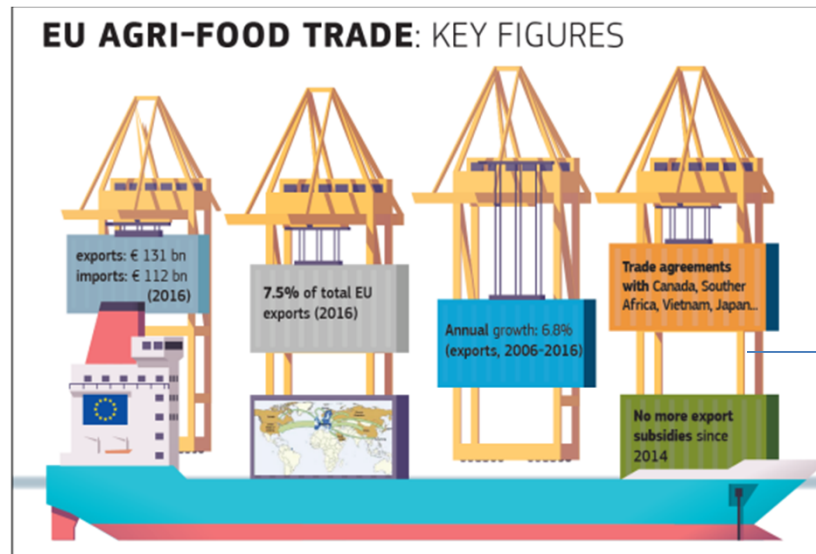 EU AGRI-FOOD TRADE: KEY FIGURES
exports: € 131 bn
imports: € 112 bn
(2016)
7.5% of total EU
exports (2016)
Annual growth: 6.8%
(exports, 2006-2016)
Trade agreements
with Canada, Souther
Africa, Vietnam, Japan...
No more export
subsidies since
2014